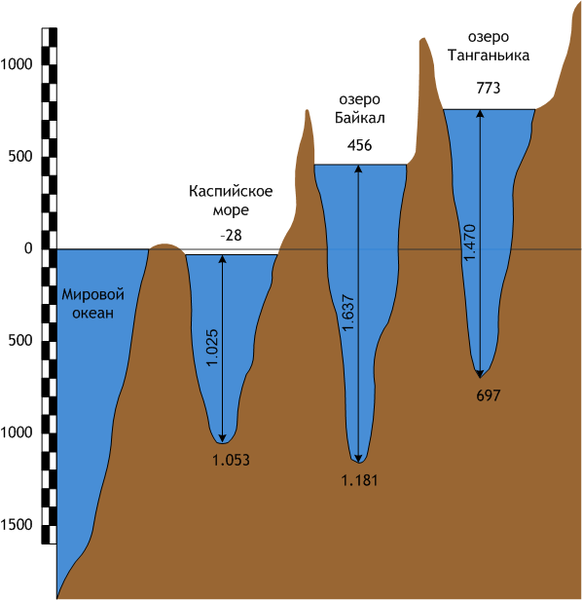 1000
500
0
500
1000
1500
Мировой
океан
Каспийское
море
-28
1.025
1.053
озеро
Байкал
456
1.637
1.181
озеро
Танганьика
773
1.470
697